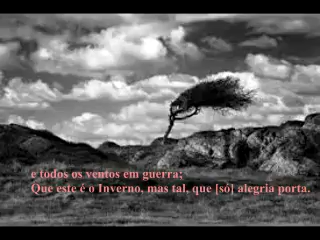 e todos os ventos em guerra;
Que este é o Inverno, mas tal, que [só] alegria porta.